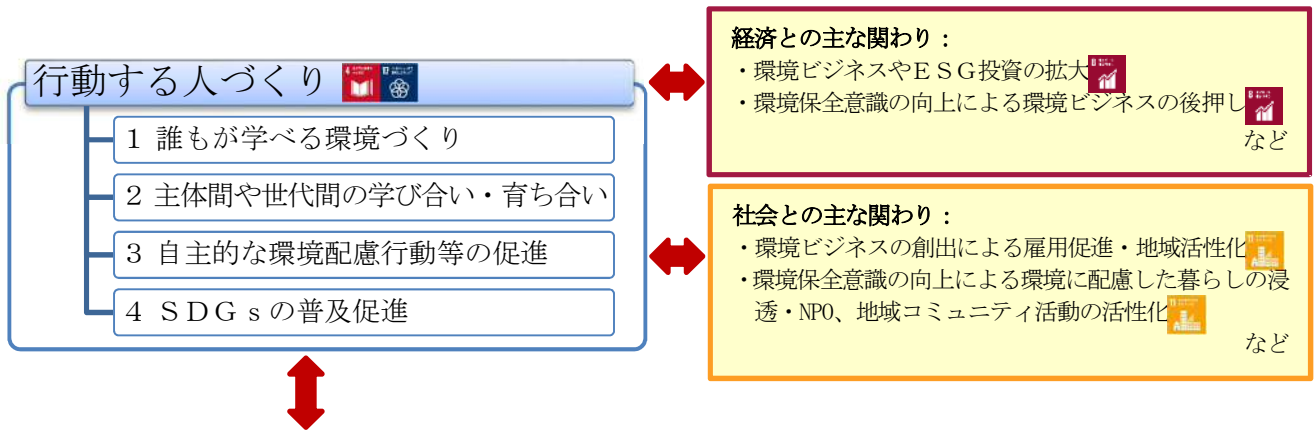 行動する人づくり
1 誰もが学べる環境づくり
2 主体間や世代間の学び合い・育ち合い
3 自主的な環境配慮行動等の促進
4 SDGsの普及促進
経済との主な関わり：
・環境ビジネスやESG投資の拡大
・環境保全意識の向上による環境ビジネスの後押し
など
社会との主な関わり：
・環境ビジネスの創出による雇用促進・地域活性化
・環境保全意識の向上による環境に配慮した暮らしの浸
透・NPO、地域コミュニティ活動の活性化
など